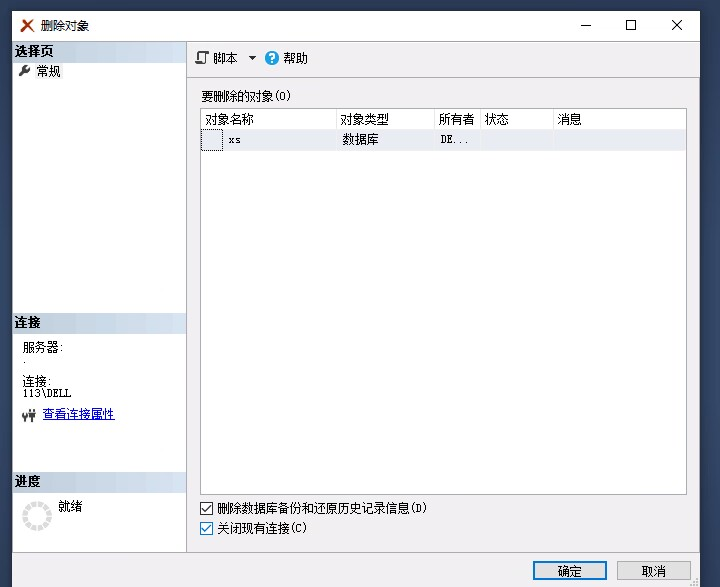 删除对象
选择页
常规
脚本 帮助
要删除的对象(O)
对象名称 对象类型 所有者 状态 消息
xs 数据库 DE...
连接
服务器:
.
连接:
113\DELL
查看连接属性
进度
就绪
删除数据库备份和还原历史记录信息(D)
关闭现有连接(C)
确定 取消